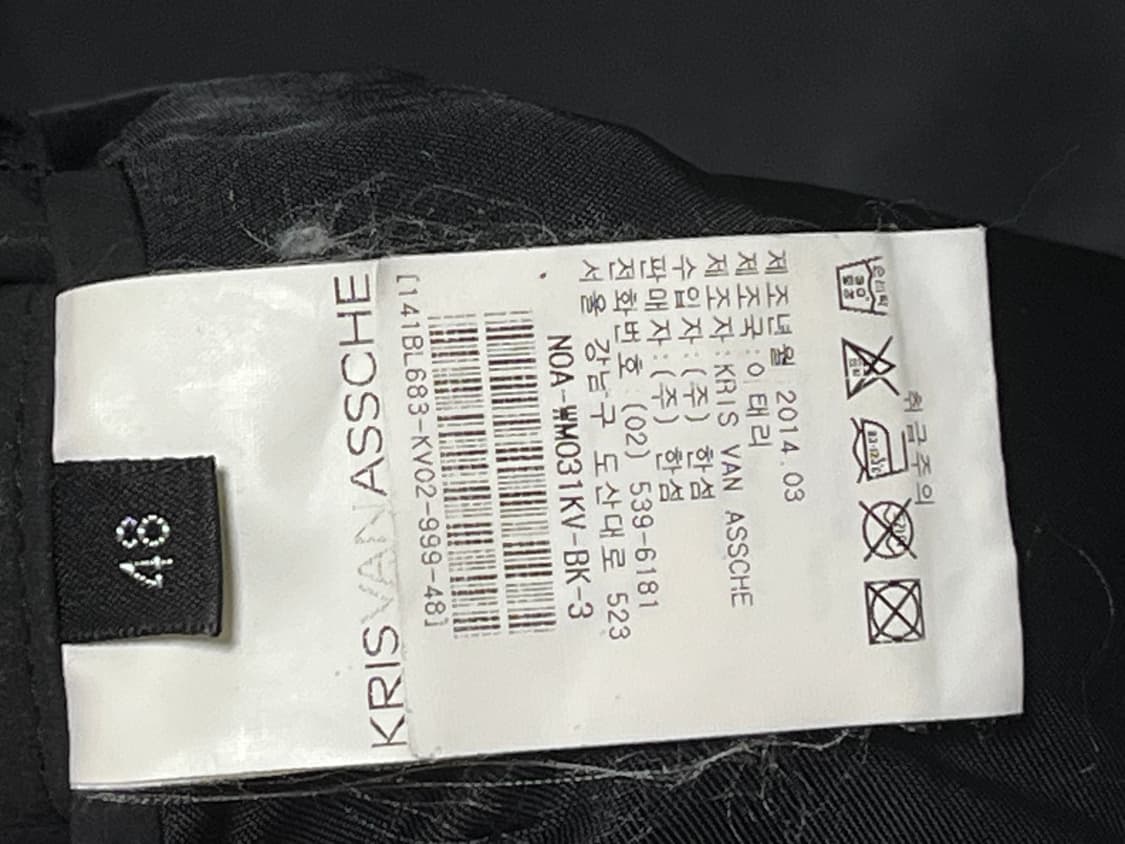 48
KRIS VAN ASSCHE
취급주의
제조년월 2014.03
제조국:이태리
제조자:KRIS VAN ASSCHE
수입자:(주) 한섬
판매자:(주) 한섬
전화번호 (02) 539-6181
서울 강남구 도산대로 523
NOA-WM031KV-BK-3
[141BL683-KV02-999-48]